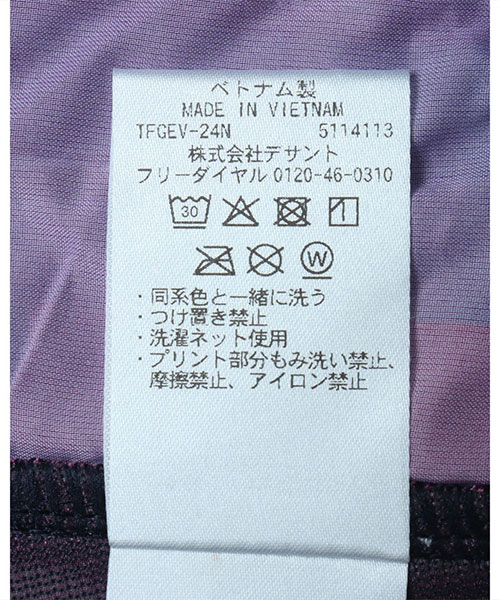 ベトナム製
MADE IN VIETNAM
TFGEV-24N 5114113
株式会社デサント
フリーダイヤル 0120-46-0310
30
W
・同系色と一緒に洗う
・つけ置き禁止
・洗濯ネット使用
・プリント部分もみ洗い禁止、
摩擦禁止、アイロン禁止